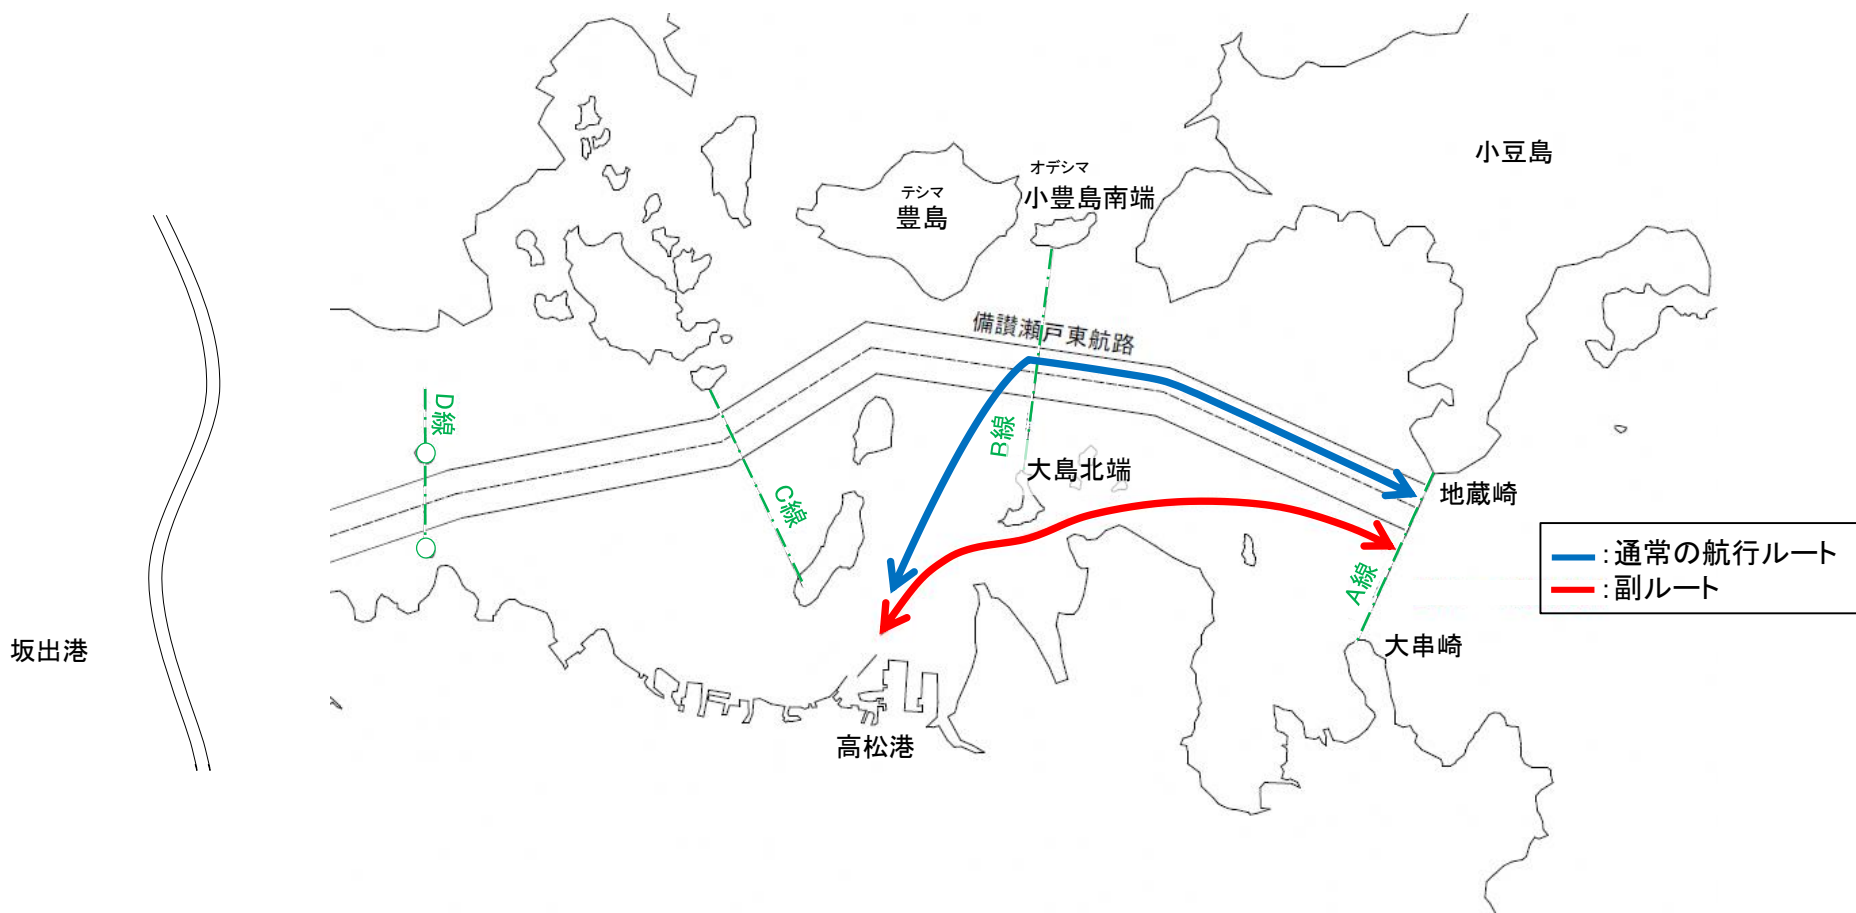 小豆島
オデシマ
小豊島南端
テシマ
豊島
備讃瀬戸東航路
D線
B線
C線
大島北端
地蔵崎
A線
:通常の航行ルート
:副ルート
坂出港
大串崎
高松港